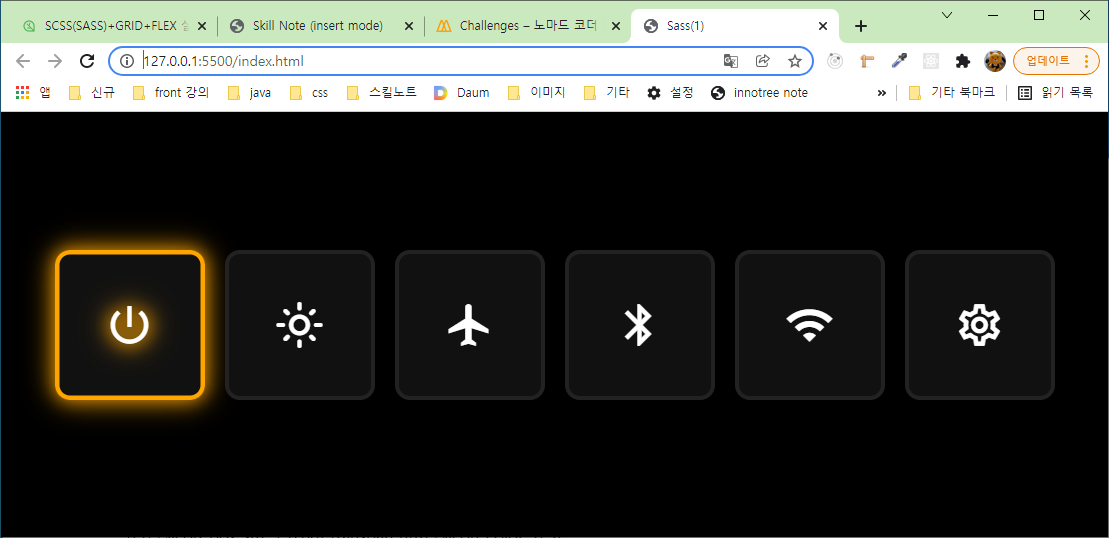 SCSS(SASS)+GRID+FLEX
Skill Note (insert mode)
Challenges – 노마드 코더
Sass(1)
127.0.0.1:5500/index.html
업데이트
앱
신규
front 강의
java
css
스킬노트
Daum
이미지
기타
설정
innotree note
»
기타 북마크
읽기 목록